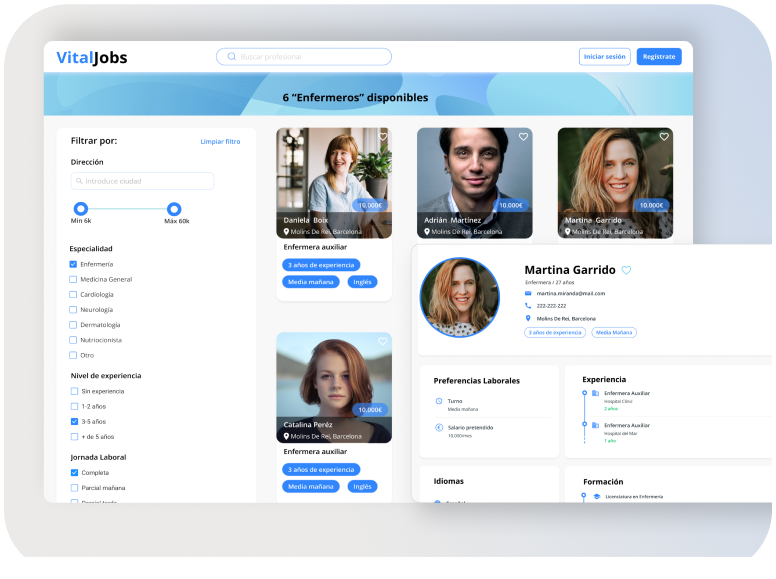 VitalJobs
Buscar profesional
Iniciar sesión
Regístrate
6 “Enfermeros” disponibles
Filtrar por:
Limpiar filtro
Dirección
Introduce ciudad
Mín 6k
Máx 60k
Especialidad
Enfermería
Medicina General
Cardiología
Neurología
Dermatología
Nutriocionista
Otro
Nivel de experiencia
Sin experiencia
1-2 años
3-5 años
+ de 5 años
Jornada Laboral
Completa
Parcial mañana
Parcial tarde
10.000€
Daniela Boix
Molins De Rei, Barcelona
Enfermera auxiliar
3 años de experiencia
Media mañana
Inglés
10.000€
Adrián Martínez
Molins De Rei, Barcelona
10.000€
Martina Garrido
Molins De Rei, Barcelona
10.000€
Catalina Peréz
Molins De Rei, Barcelona
Enfermera auxiliar
3 años de experiencia
Media mañana
Inglés
Martina Garrido
Enfermera / 27 años
martina.miranda@mail.com
222-222-222
Molins De Rei, Barcelona
3 años de experiencia
Media Mañana
Preferencias Laborales
Turno
Media mañana
Salario pretendido
10,000/mes
Experiencia
Enfermera Auxiliar
Hospital Clinic
2 años
Enfermera Auxiliar
Hospital del Mar
1 año
Idiomas
Español
Formación
Licenciatura en Enfermería